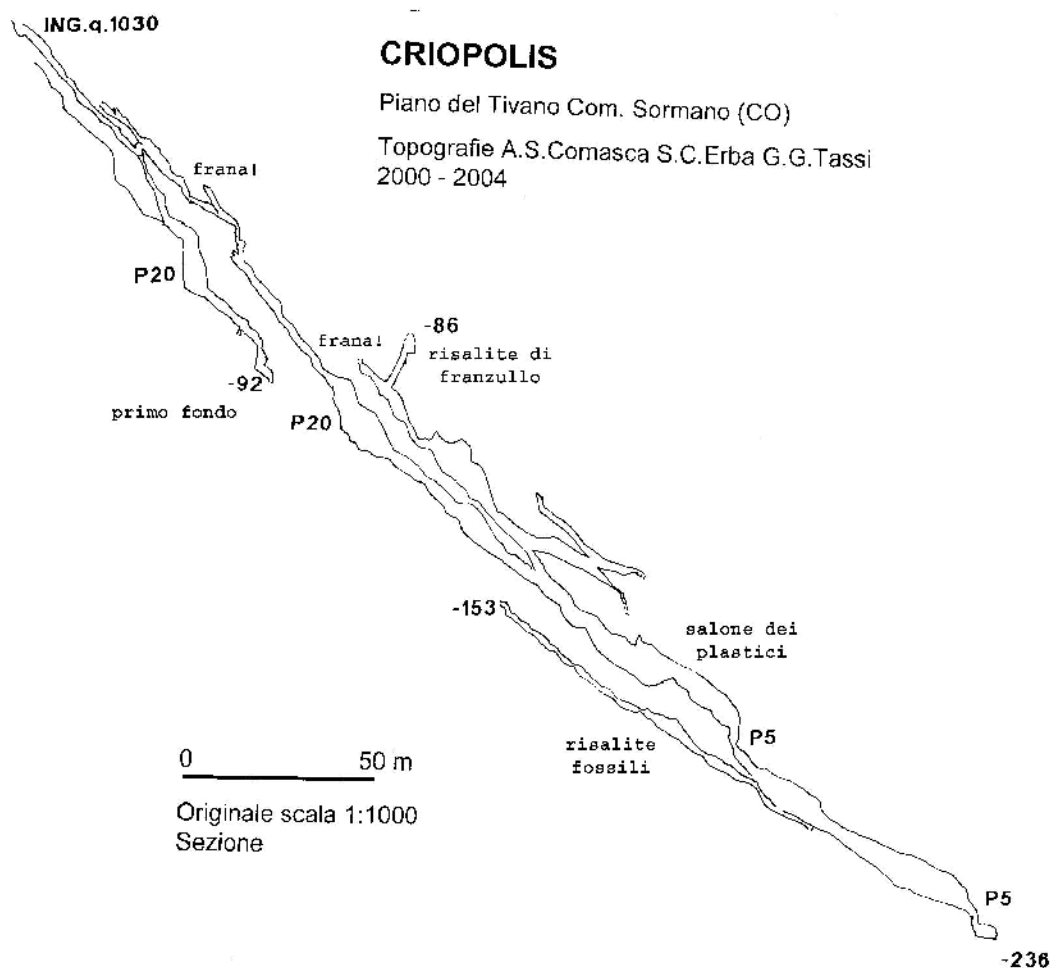 ING.q.1030
CRIOPOLIS
Piano del Tivano Com. Sormano (CO)
Topografie A.S.Comasca S.C.Erba G.G.Tassi
2000 - 2004
frana!
P20
-86
frana!
risalite di
franzullo
-92
primo fondo
P20
-153
salone dei
plastici
P5
risalite
fossili
0 50 m
Originale scala 1:1000
Sezione
P5
-236